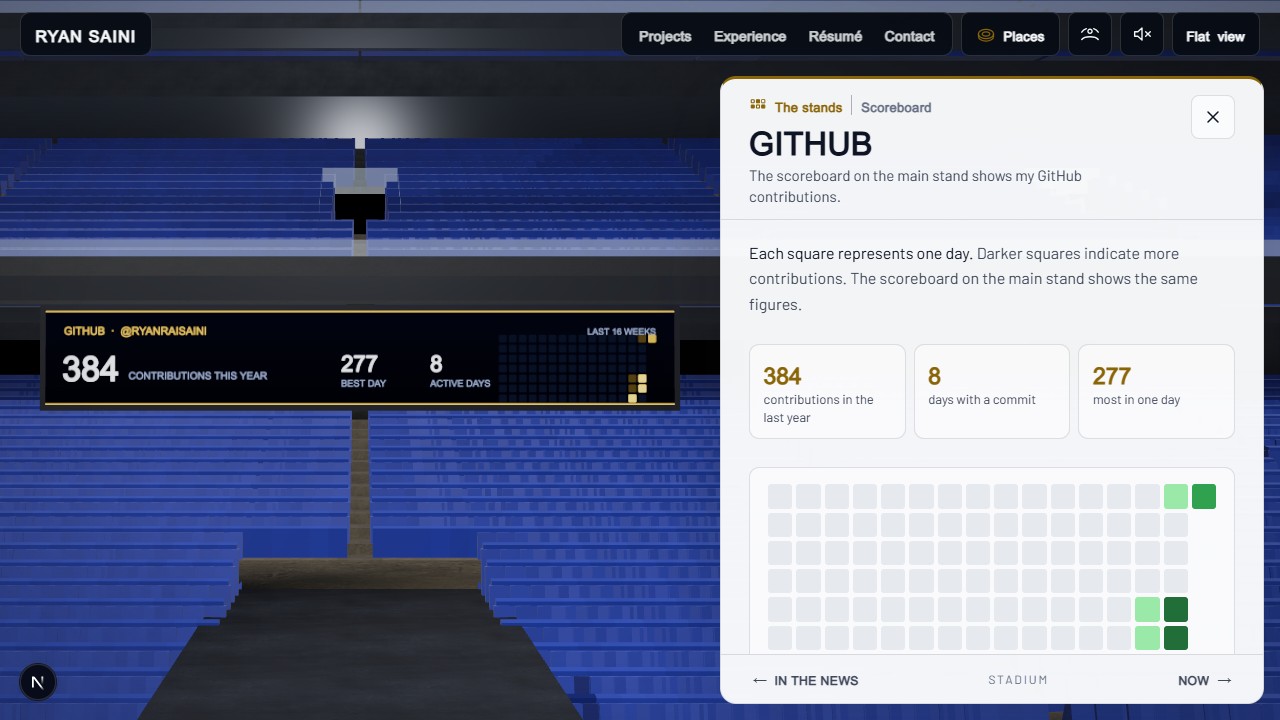 RYAN SAINI
Projects Experience Résumé Contact
Places
Flat view
The stands | Scoreboard
GITHUB
The scoreboard on the main stand shows my GitHub
contributions.
Each square represents one day. Darker squares indicate more
contributions. The scoreboard on the main stand shows the same
figures.
384
contributions in the
last year
8
days with a commit
277
most in one day
← IN THE NEWS
STADIUM
NOW →
GITHUB · @RYANRAISAINI
LAST 16 WEEKS
384 CONTRIBUTIONS THIS YEAR
277
BEST DAY
8
ACTIVE DAYS
N